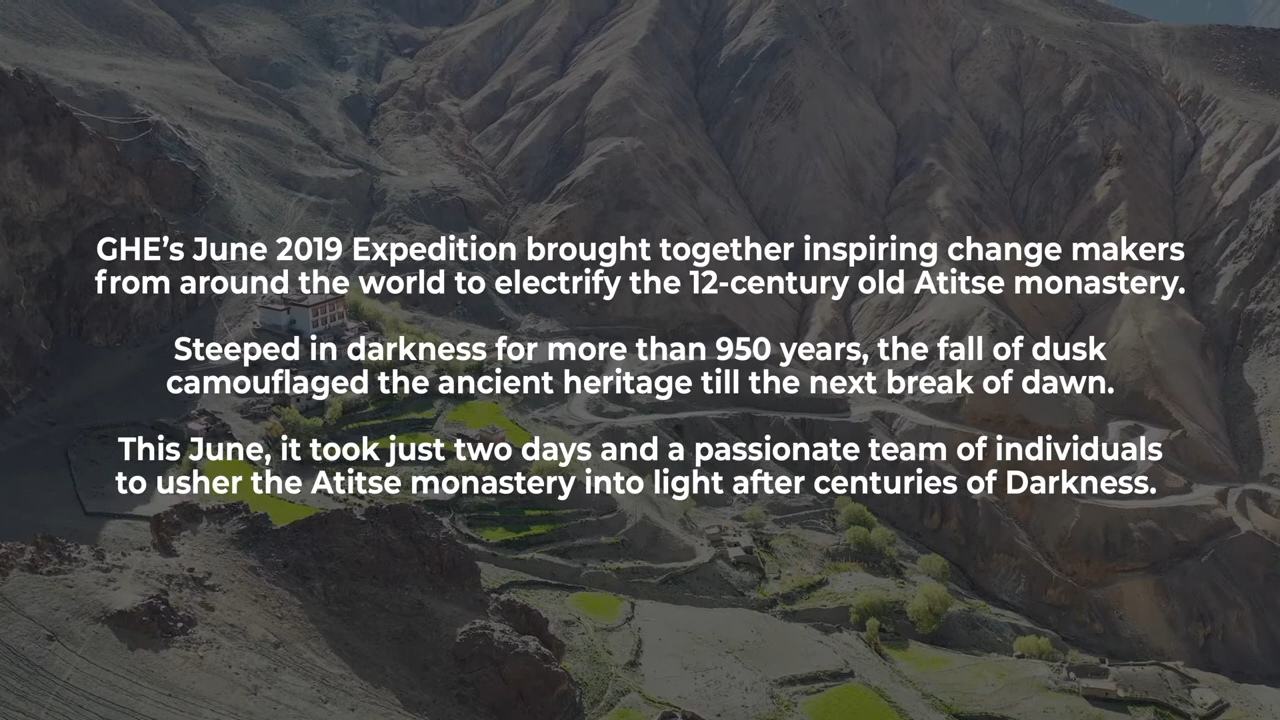 GHE’s June 2019 Expedition brought together inspiring change makers
from around the world to electrify the 12-century old Atitse monastery.
Steeped in darkness for more than 950 years, the fall of dusk
camouflaged the ancient heritage till the next break of dawn.
This June, it took just two days and a passionate team of individuals
to usher the Atitse monastery into light after centuries of Darkness.